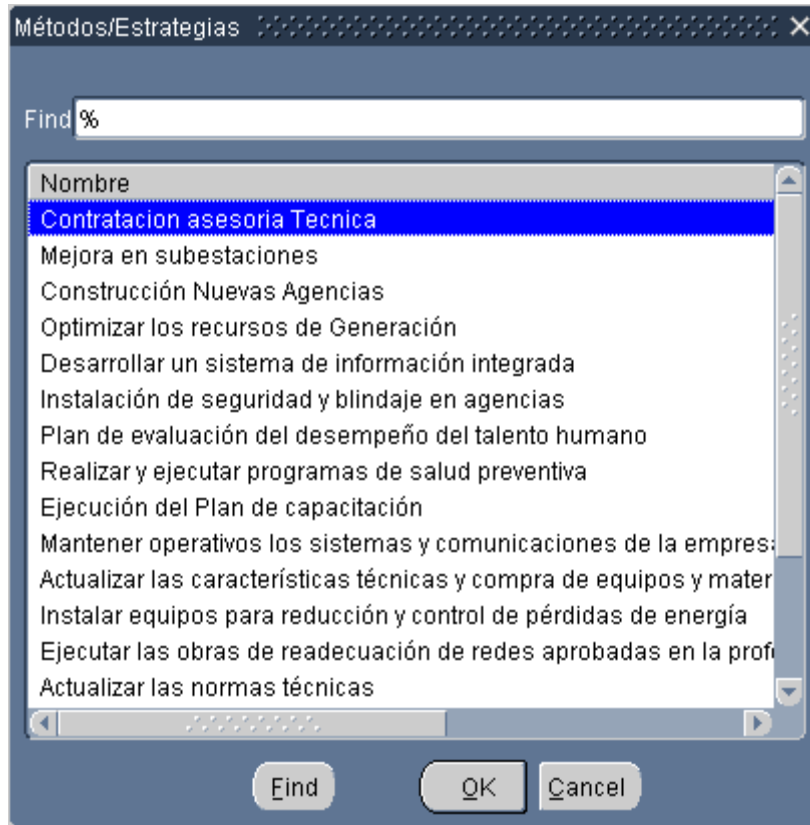 Métodos/Estrategias
Find %
Nombre
Contratacion asesoria Tecnica
Mejora en subestaciones
Construcción Nuevas Agencias
Optimizar los recursos de Generación
Desarrollar un sistema de información integrada
Instalación de seguridad y blindaje en agencias
Plan de evaluación del desempeño del talento humano
Realizar y ejecutar programas de salud preventiva
Ejecución del Plan de capacitación
Mantener operativos los sistemas y comunicaciones de la
Actualizar las características técnicas y compra de equipos y
Instalar equipos para reducción y control de pérdidas de energía
Ejecutar las obras de readecuación de redes aprobadas en la
Actualizar las normas técnicas
Find OK Cancel